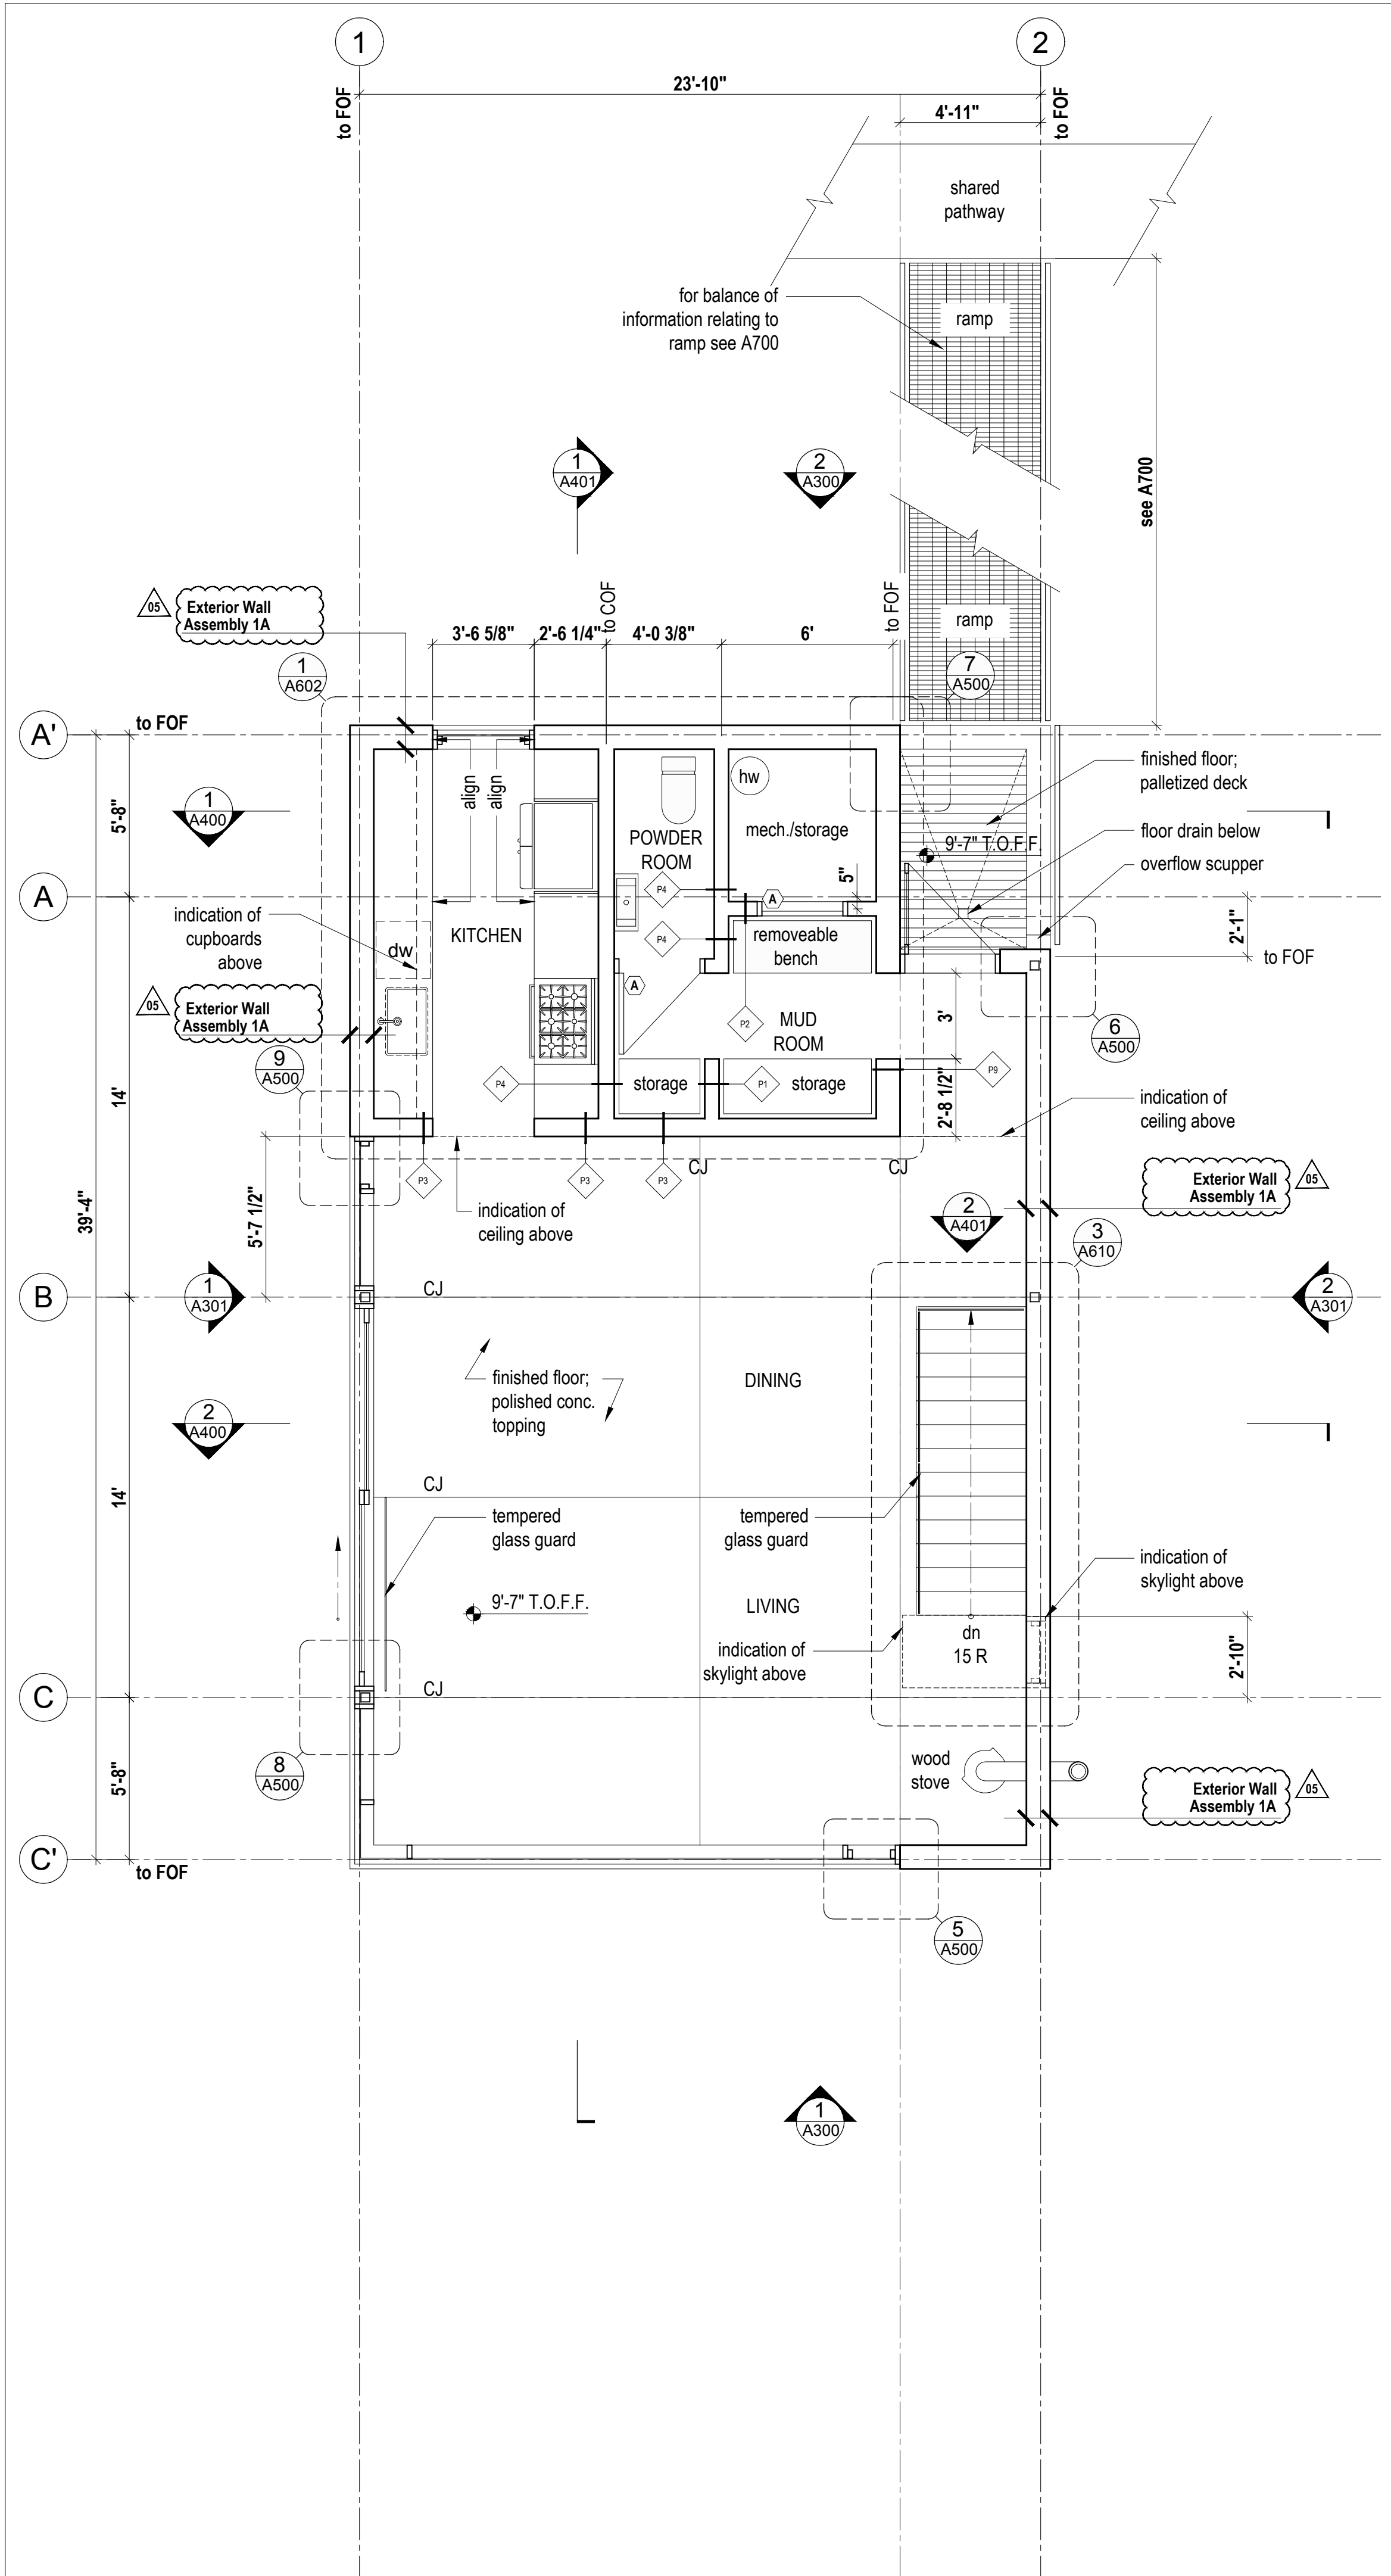 1
2
23'-10"
to FOF
to FOF
4'-11"
shared
pathway
for balance of
information relating to
ramp see A700
ramp
1
A401
2
A300
see A700
05
Exterior Wall
Assembly 1A
to COF
to FOF
ramp
3'-6 5/8"
2'-6 1/4"
4'-0 3/8"
6'
1
A602
7
A500
A'
to FOF
align
align
hw
finished floor;
palletized deck
5'-8"
1
A400
POWDER
ROOM
mech./storage
floor drain below
9'-7" T.O.F.F.
overflow scupper
5"
P4
A
A
indication of
cupboards
above
2'-1"
KITCHEN
P4
removeable
bench
dw
to FOF
A
05
Exterior Wall
Assembly 1A
3'
P2
MUD
ROOM
6
A500
9
A500
P4
storage
P1
storage
P9
14'
2'-8 1/2"
indication of
ceiling above
CJ
CJ
P3
P3
P3
Exterior Wall
Assembly 1A
05
39'-4"
5'-7 1/2"
indication of
ceiling above
2
A401
3
A610
B
1
A301
CJ
2
A301
finished floor;
polished conc.
topping
DINING
2
A400
14'
CJ
tempered
glass guard
tempered
glass guard
indication of
skylight above
9'-7" T.O.F.F.
LIVING
dn
15 R
indication of
skylight above
2'-10"
C
CJ
8
A500
5'-8"
wood
stove
Exterior Wall
Assembly 1A
05
C'
to FOF
5
A500
1
A300